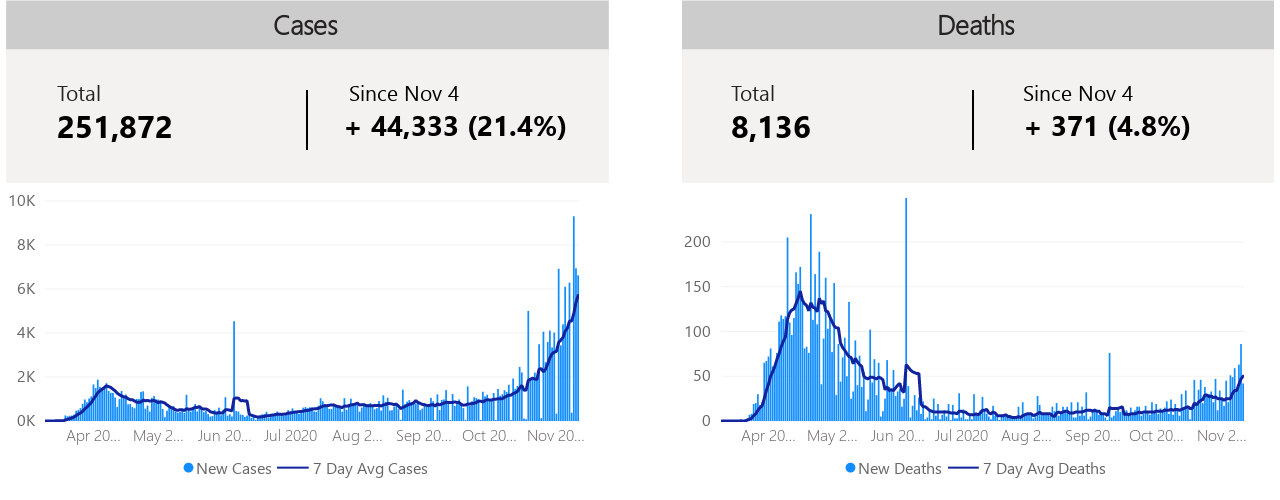 Cases
Total
251,872
Since Nov 4
+ 44,333 (21.4%)
10K
8K
6K
4K
2K
0K
Apr 20... May 2... Jun 20... Jul 2020 Aug 2... Sep 20... Oct 20... Nov 20...
New Cases 7 Day Avg Cases
Deaths
Total
8,136
Since Nov 4
+ 371 (4.8%)
200
150
100
50
0
Apr 20... May 2... Jun 20... Jul 2020 Aug 2... Sep 20... Oct 20... Nov 2...
New Deaths 7 Day Avg Deaths